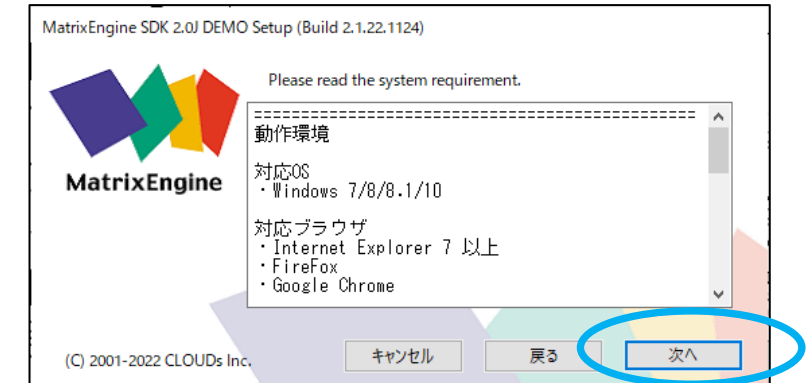 MatrixEngine SDK 2.0J DEMO Setup (Build 2.1.22.1124)
Please read the system requirement.
===============================================
動作環境
対応OS
・Windows 7/8/8.1/10
対応ブラウザ
・Internet Explorer 7 以上
・FireFox
・Google Chrome
MatrixEngine
(C) 2001-2022 CLOUDs Inc.
キャンセル
戻る
次へ